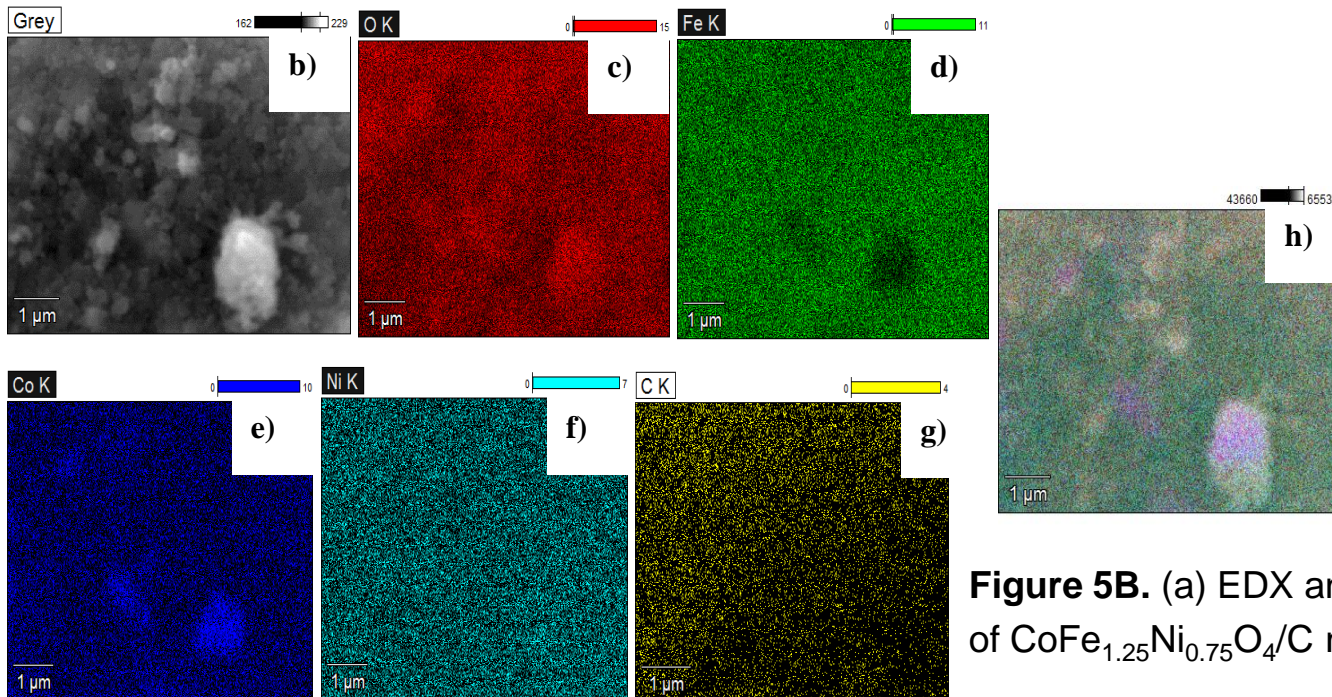 Grey 162 229 b)
O K 0 15 c)
Fe K 0 11 d)
1 µm
1 µm
1 µm
43660 6553
h)
1 µm
Co K 0 10 e)
Ni K 0 7 f)
C K 0 4 g)
1 µm
1 µm
1 µm
Figure 5B. (a) EDX
of CoFe1.25Ni0.75O4/C